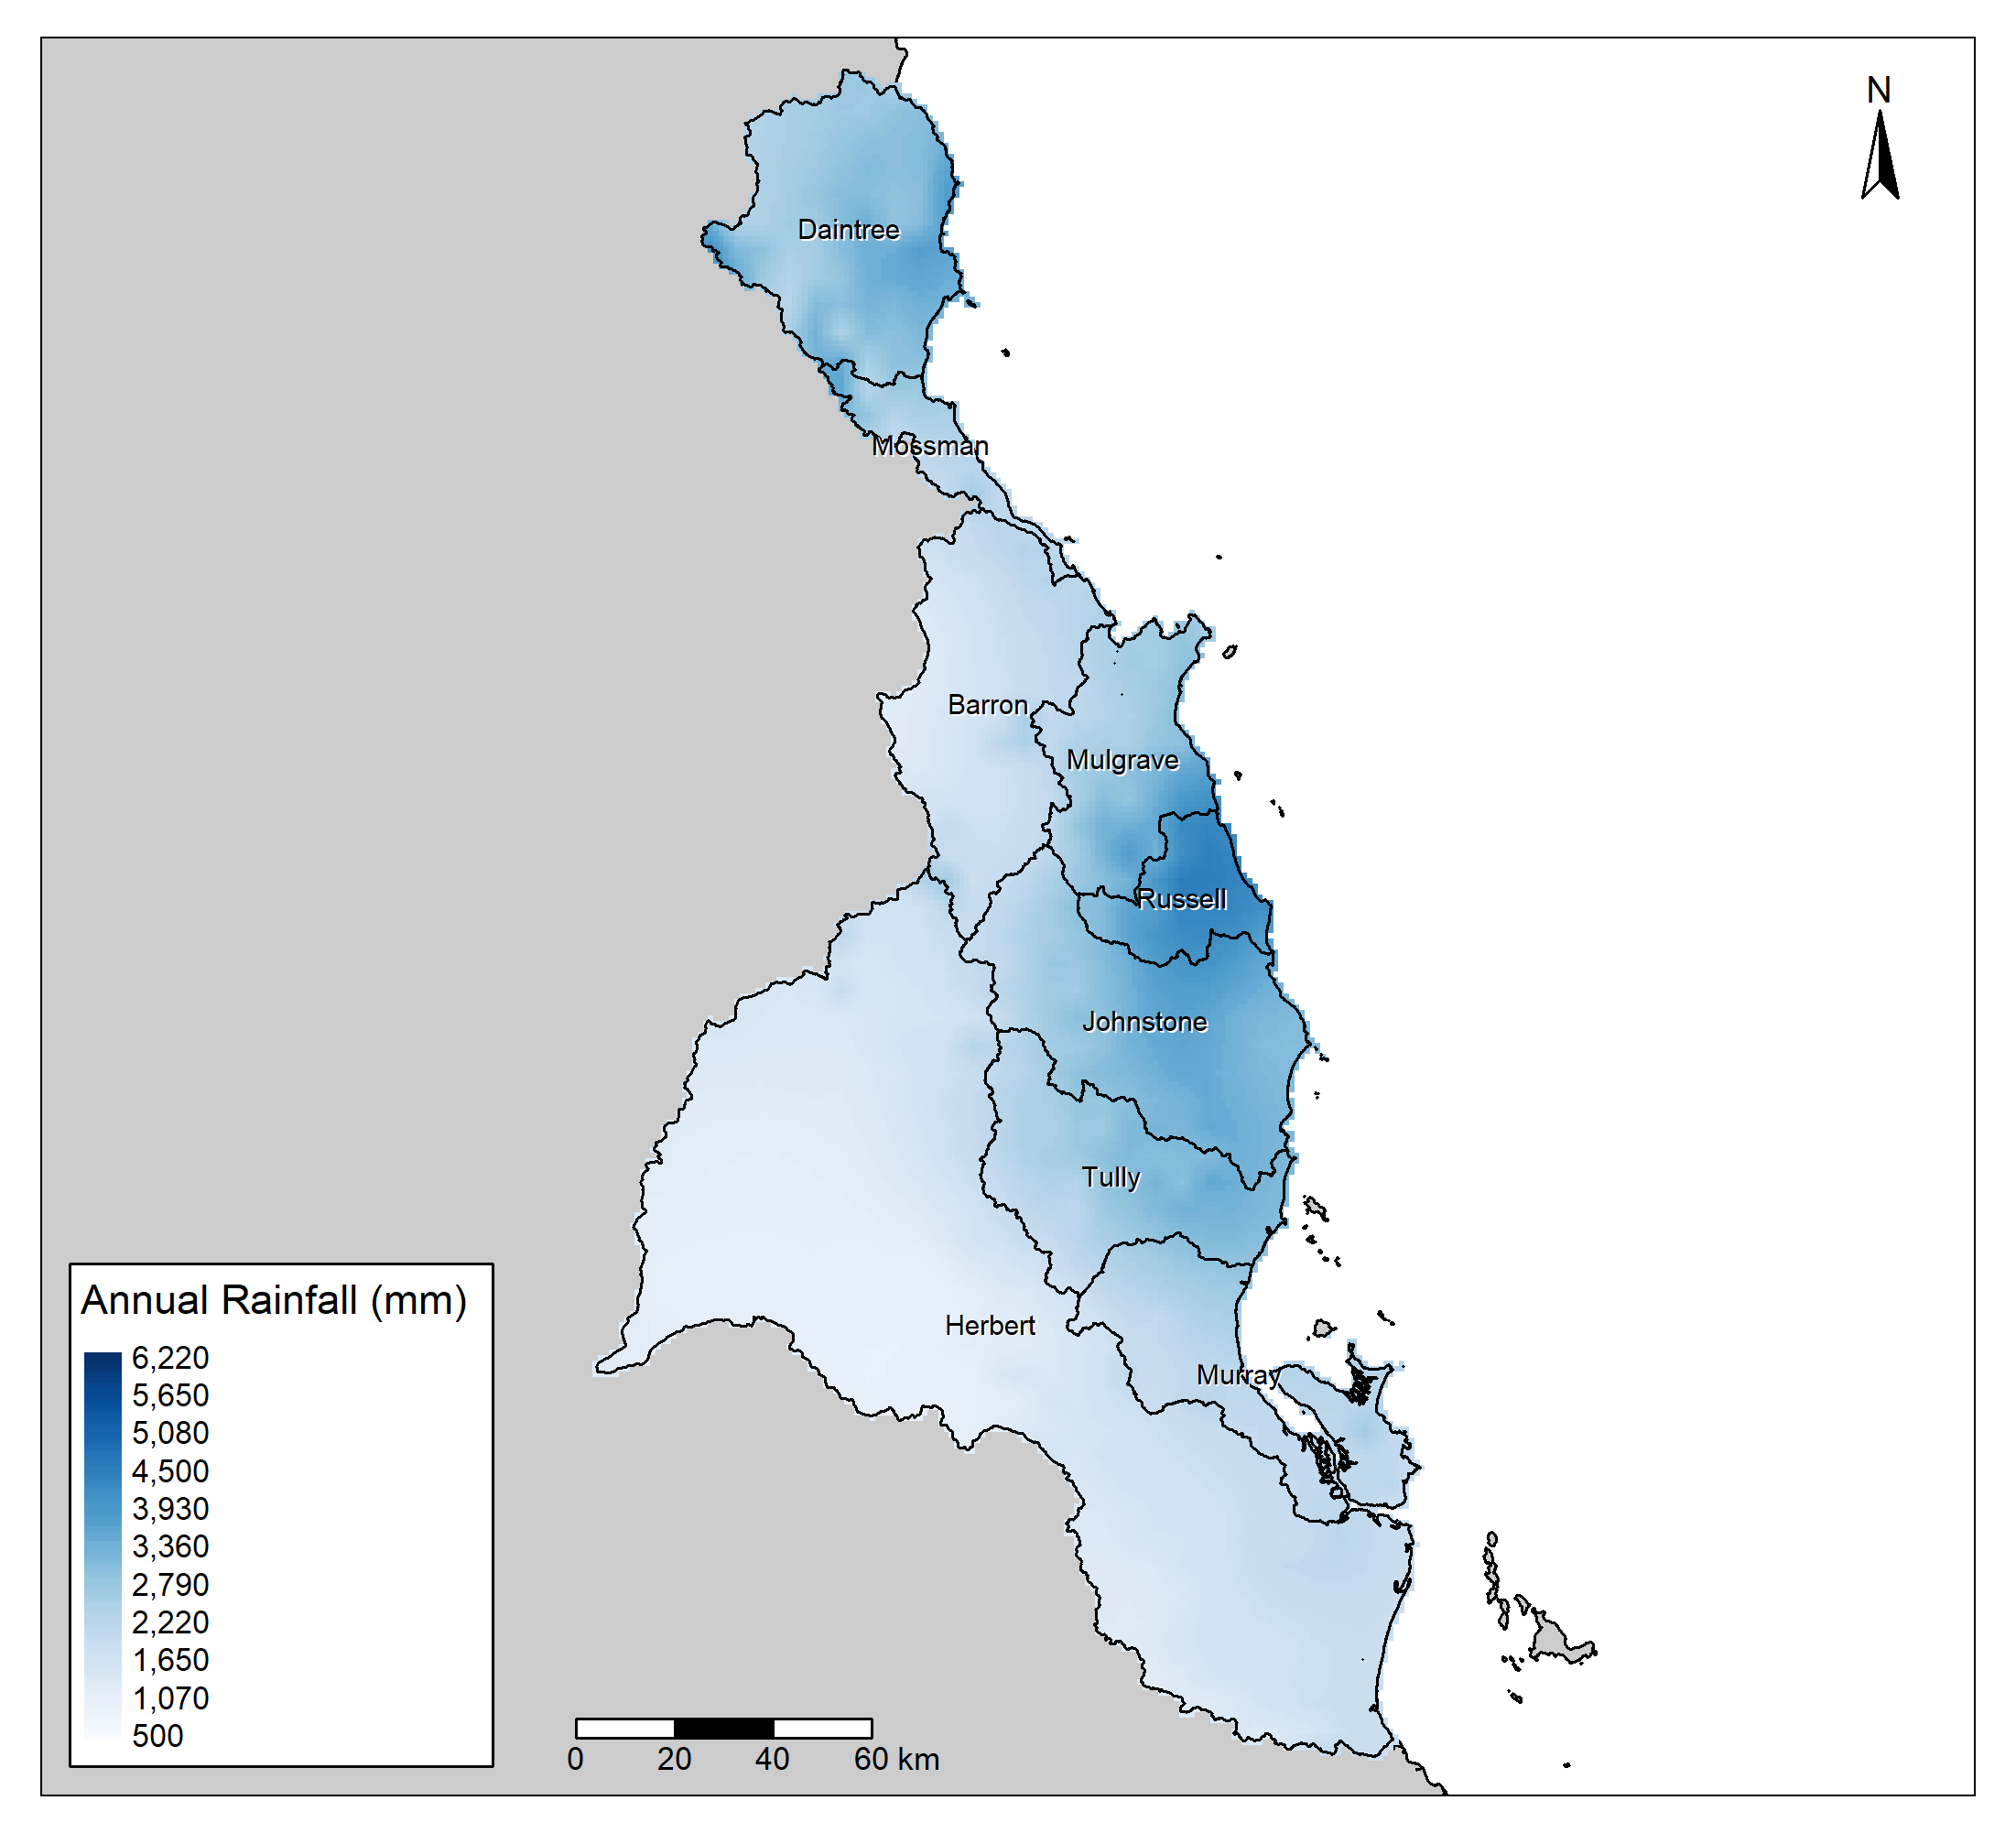 N
Daintree
Mossman
Barron
Mulgrave
Russell
Johnstone
Tully
Herbert
Murray
Annual Rainfall (mm)
6,220
5,650
5,080
4,500
3,930
3,360
2,790
2,220
1,650
1,070
500
0 20 40 60 km